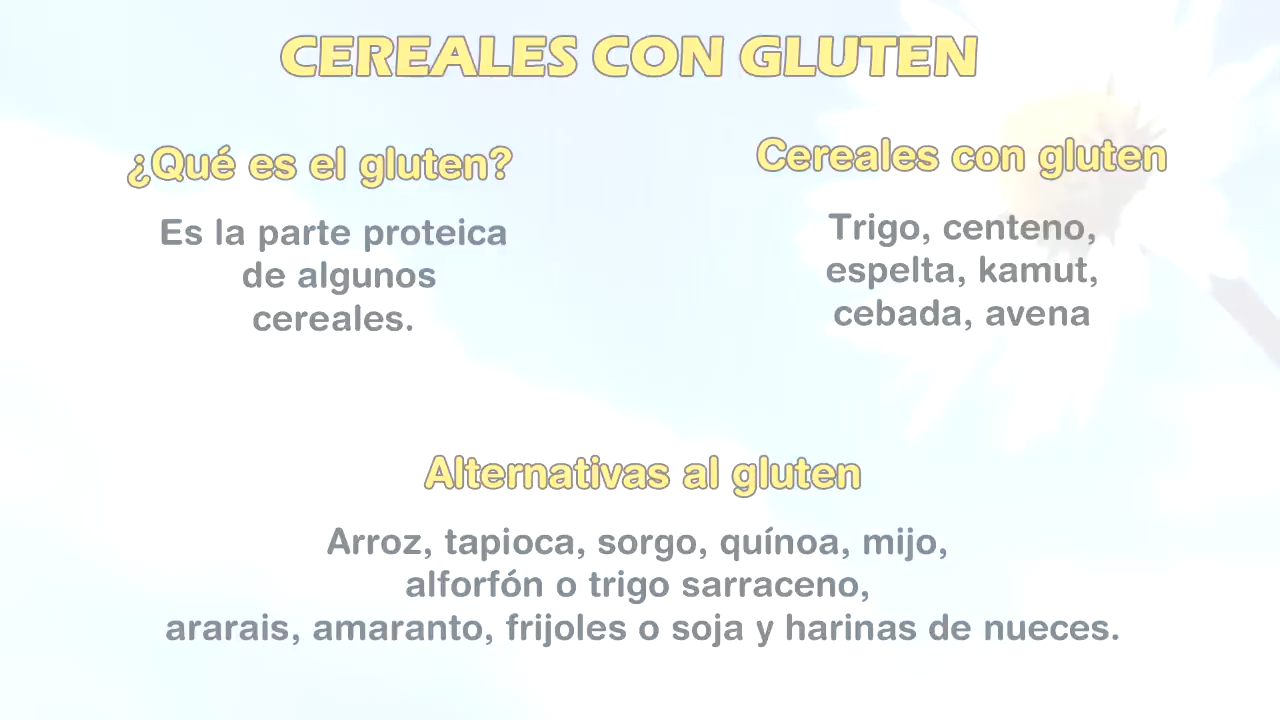 CEREALES CON GLUTEN
¿Qué es el gluten?
Es la parte proteica
de algunos
cereales.
Cereales con gluten
Trigo, centeno,
espelta, kamut,
cebada, avena
Alternativas al gluten
Arroz, tapioca, sorgo, quínoa, mijo,
alforfón o trigo sarraceno,
ararais, amaranto, frijoles o soja y harinas de nueces.